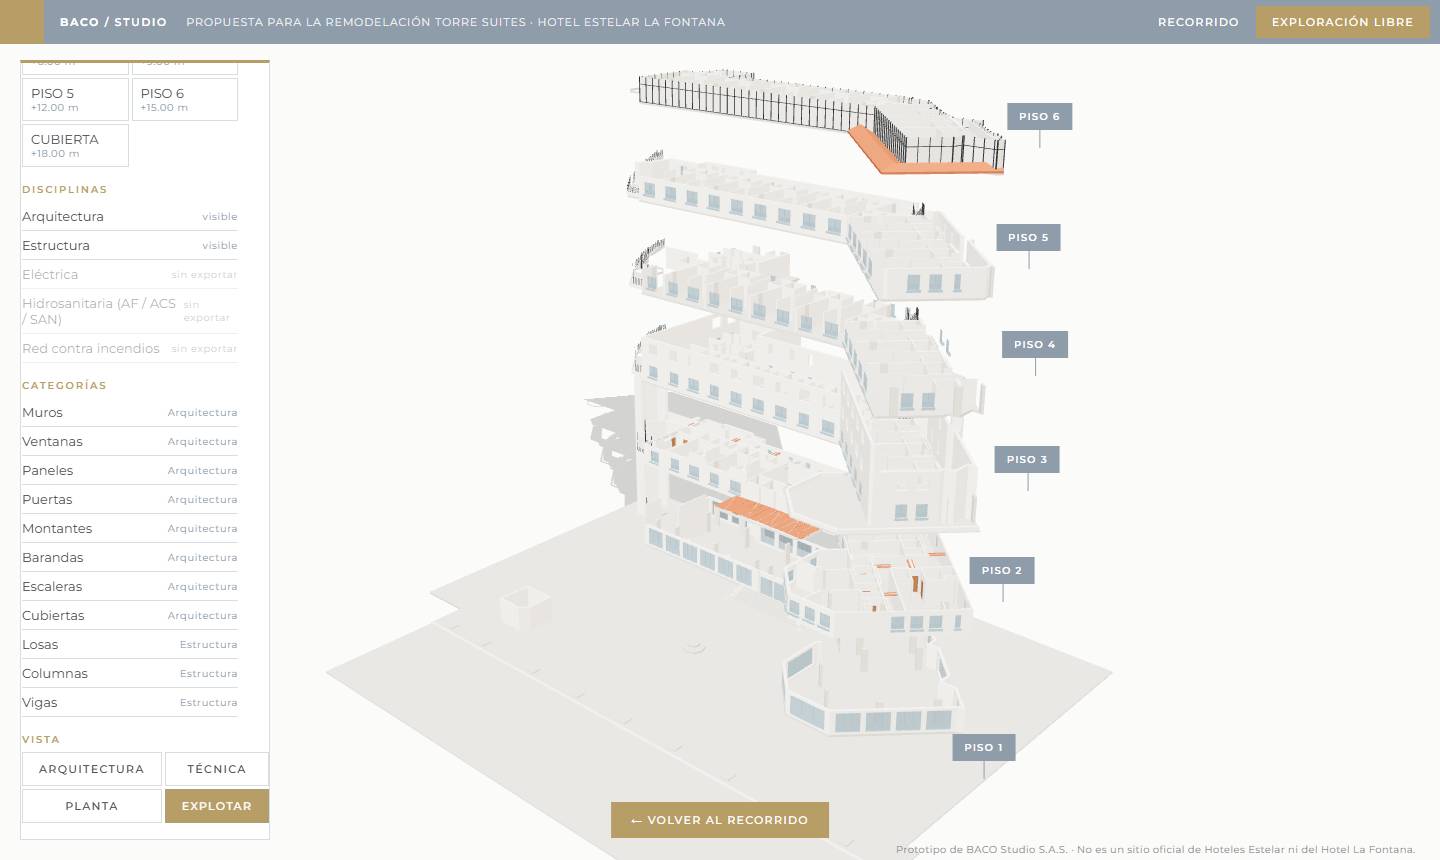 BACO / STUDIO PROPUESTA PARA LA REMODELACIÓN TORRE SUITES · HOTEL ESTELAR LA FONTANA
RECORRIDO
EXPLORACIÓN LIBRE
PISO 5
+12.00 m
PISO 6
+15.00 m
CUBIERTA
+18.00 m
DISCIPLINAS
Arquitectura visible
Estructura visible
Eléctrica sin exportar
Hidrosanitaria (AF / ACS
/ SAN)
sin
exportar
Red contra incendios sin exportar
CATEGORÍAS
Muros Arquitectura
Ventanas Arquitectura
Paneles Arquitectura
Puertas Arquitectura
Montantes Arquitectura
Barandas Arquitectura
Escaleras Arquitectura
Cubiertas Arquitectura
Losas Estructura
Columnas Estructura
Vigas Estructura
VISTA
ARQUITECTURA
TÉCNICA
PLANTA
EXPLOTAR
PISO 6
PISO 5
PISO 4
PISO 3
PISO 2
PISO 1
← VOLVER AL RECORRIDO
Prototipo de BACO Studio S.A.S. · No es un sitio oficial de Hoteles Estelar ni del Hotel La Fontana.